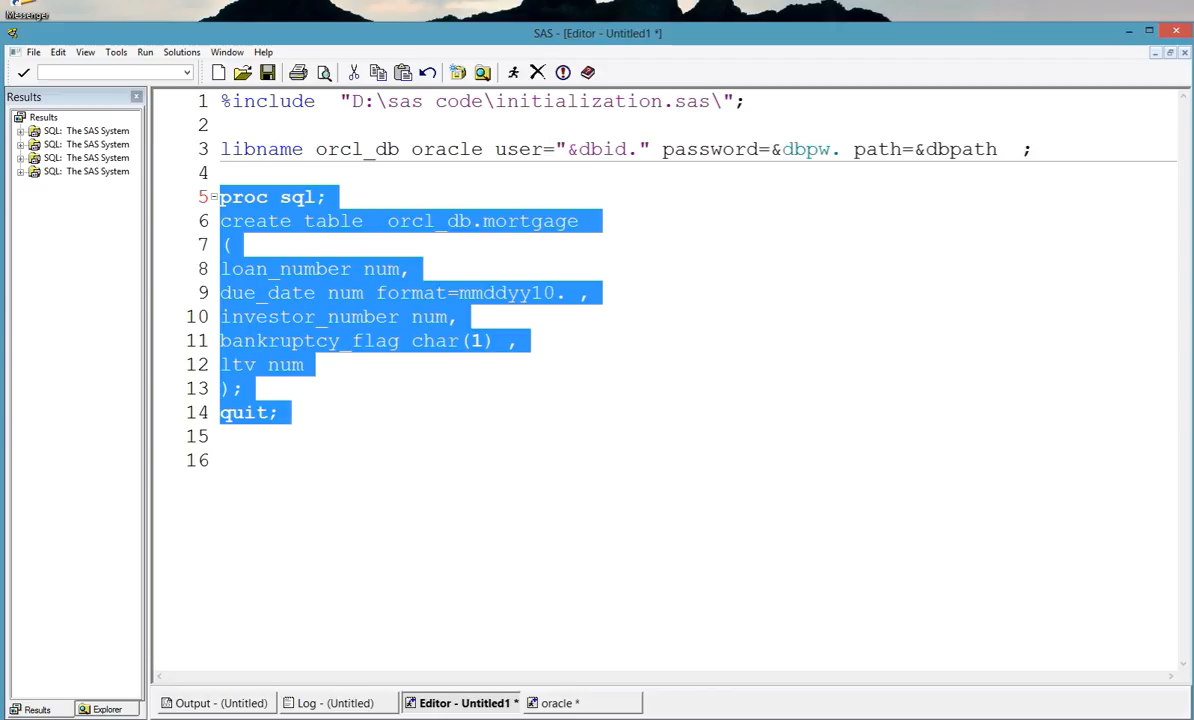 Messenger
SAS - [Editor - Untitled1 *]
File Edit View Tools Run Solutions Window Help
Results
Results
SQL: The SAS System
SQL: The SAS System
SQL: The SAS System
SQL: The SAS System
1 %include "D:\sas code\initialization.sas\";
2
3 libname orcl_db oracle user="&dbid." password=&dbpw. path=&dbpath ;
4
5 proc sql;
6 create table orcl_db.mortgage
7 (
8 loan_number num,
9 due_date num format=mmddyy10. ,
10 investor_number num,
11 bankruptcy_flag char(1) ,
12 ltv num
13 );
14 quit;
15
16
Results Explorer
Output - (Untitled) Log - (Untitled) Editor - Untitled1 * oracle *